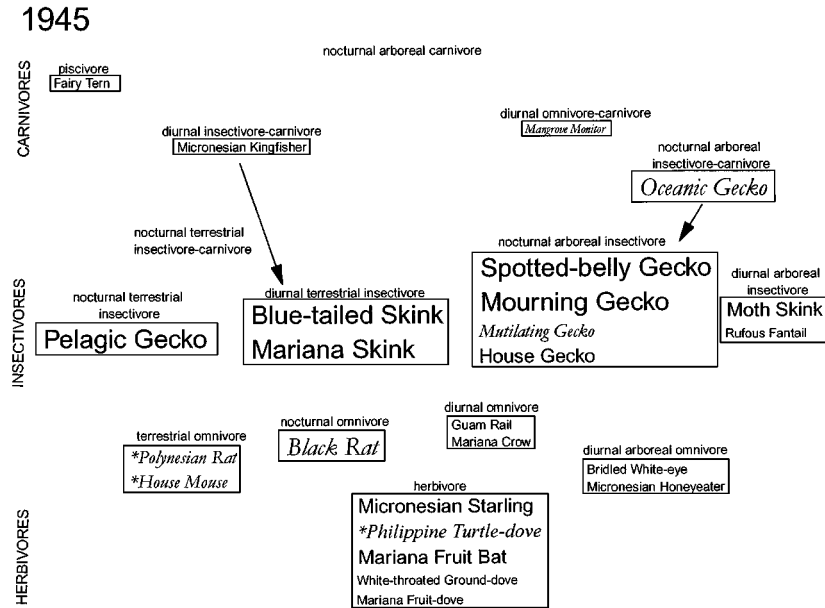 1945
nocturnal arboreal carnivore
CARNIVORES
piscivore
Fairy Tern
diurnal insectivore-carnivore
Micronesian Kingfisher
diurnal omnivore-carnivore
Mangrove Monitor
nocturnal arboreal
insectivore-carnivore
Oceanic Gecko
nocturnal terrestrial
insectivore-carnivore
INSECTIVORES
nocturnal terrestrial
insectivore
Pelagic Gecko
diurnal terrestrial insectivore
Blue-tailed Skink
Mariana Skink
nocturnal arboreal insectivore
Spotted-belly Gecko
Mourning Gecko
Mutilating Gecko
House Gecko
diurnal arboreal
insectivore
Moth Skink
Rufous Fantail
terrestrial omnivore
*Polynesian Rat
*House Mouse
nocturnal omnivore
Black Rat
diurnal omnivore
Guam Rail
Mariana Crow
diurnal arboreal omnivore
Bridled White-eye
Micronesian Honeyeater
HERBIVORES
herbivore
Micronesian Starling
*Philippine Turtle-dove
Mariana Fruit Bat
White-throated Ground-dove
Mariana Fruit-dove